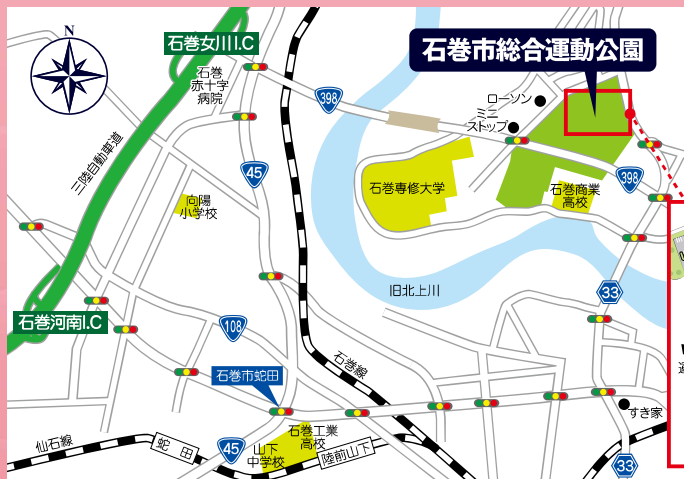 N
石巻女川I.C
石巻
赤十字
病院
398
石巻市総合運動公園
ローソン
ミニ
ストップ
三陸自動車道
45
向陽
小学校
石巻専修大学
石巻商業
高校
398
旧北上川
33
石巻河南I.C
108
石巻線
石巻市蛇田
すき家
仙石線
蛇田
45
山下
中学校
石巻工業
高校
陸前山下
33